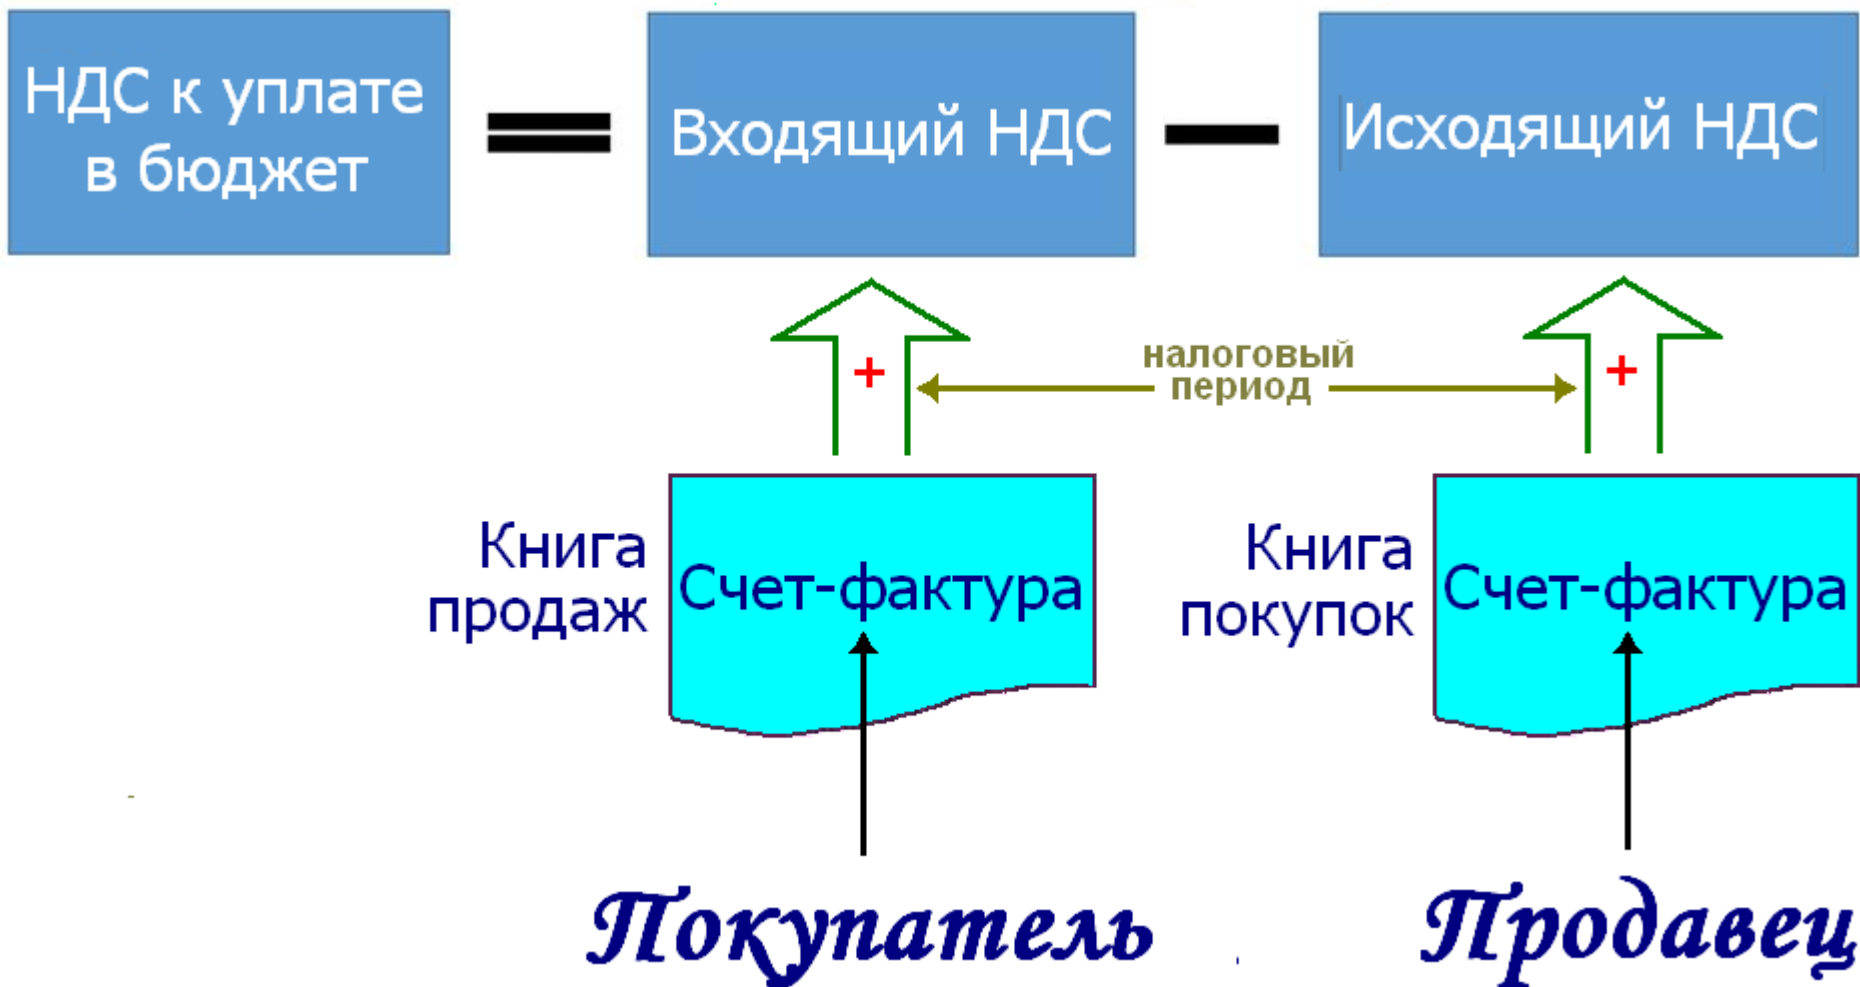 НДС к уплате
в бюджет
Входящий НДС
Исходящий НДС
+
налоговый
период
+
Книга
продаж
Счет-фактура
Книга
покупок
Счет-фактура
Покупатель
Продавец